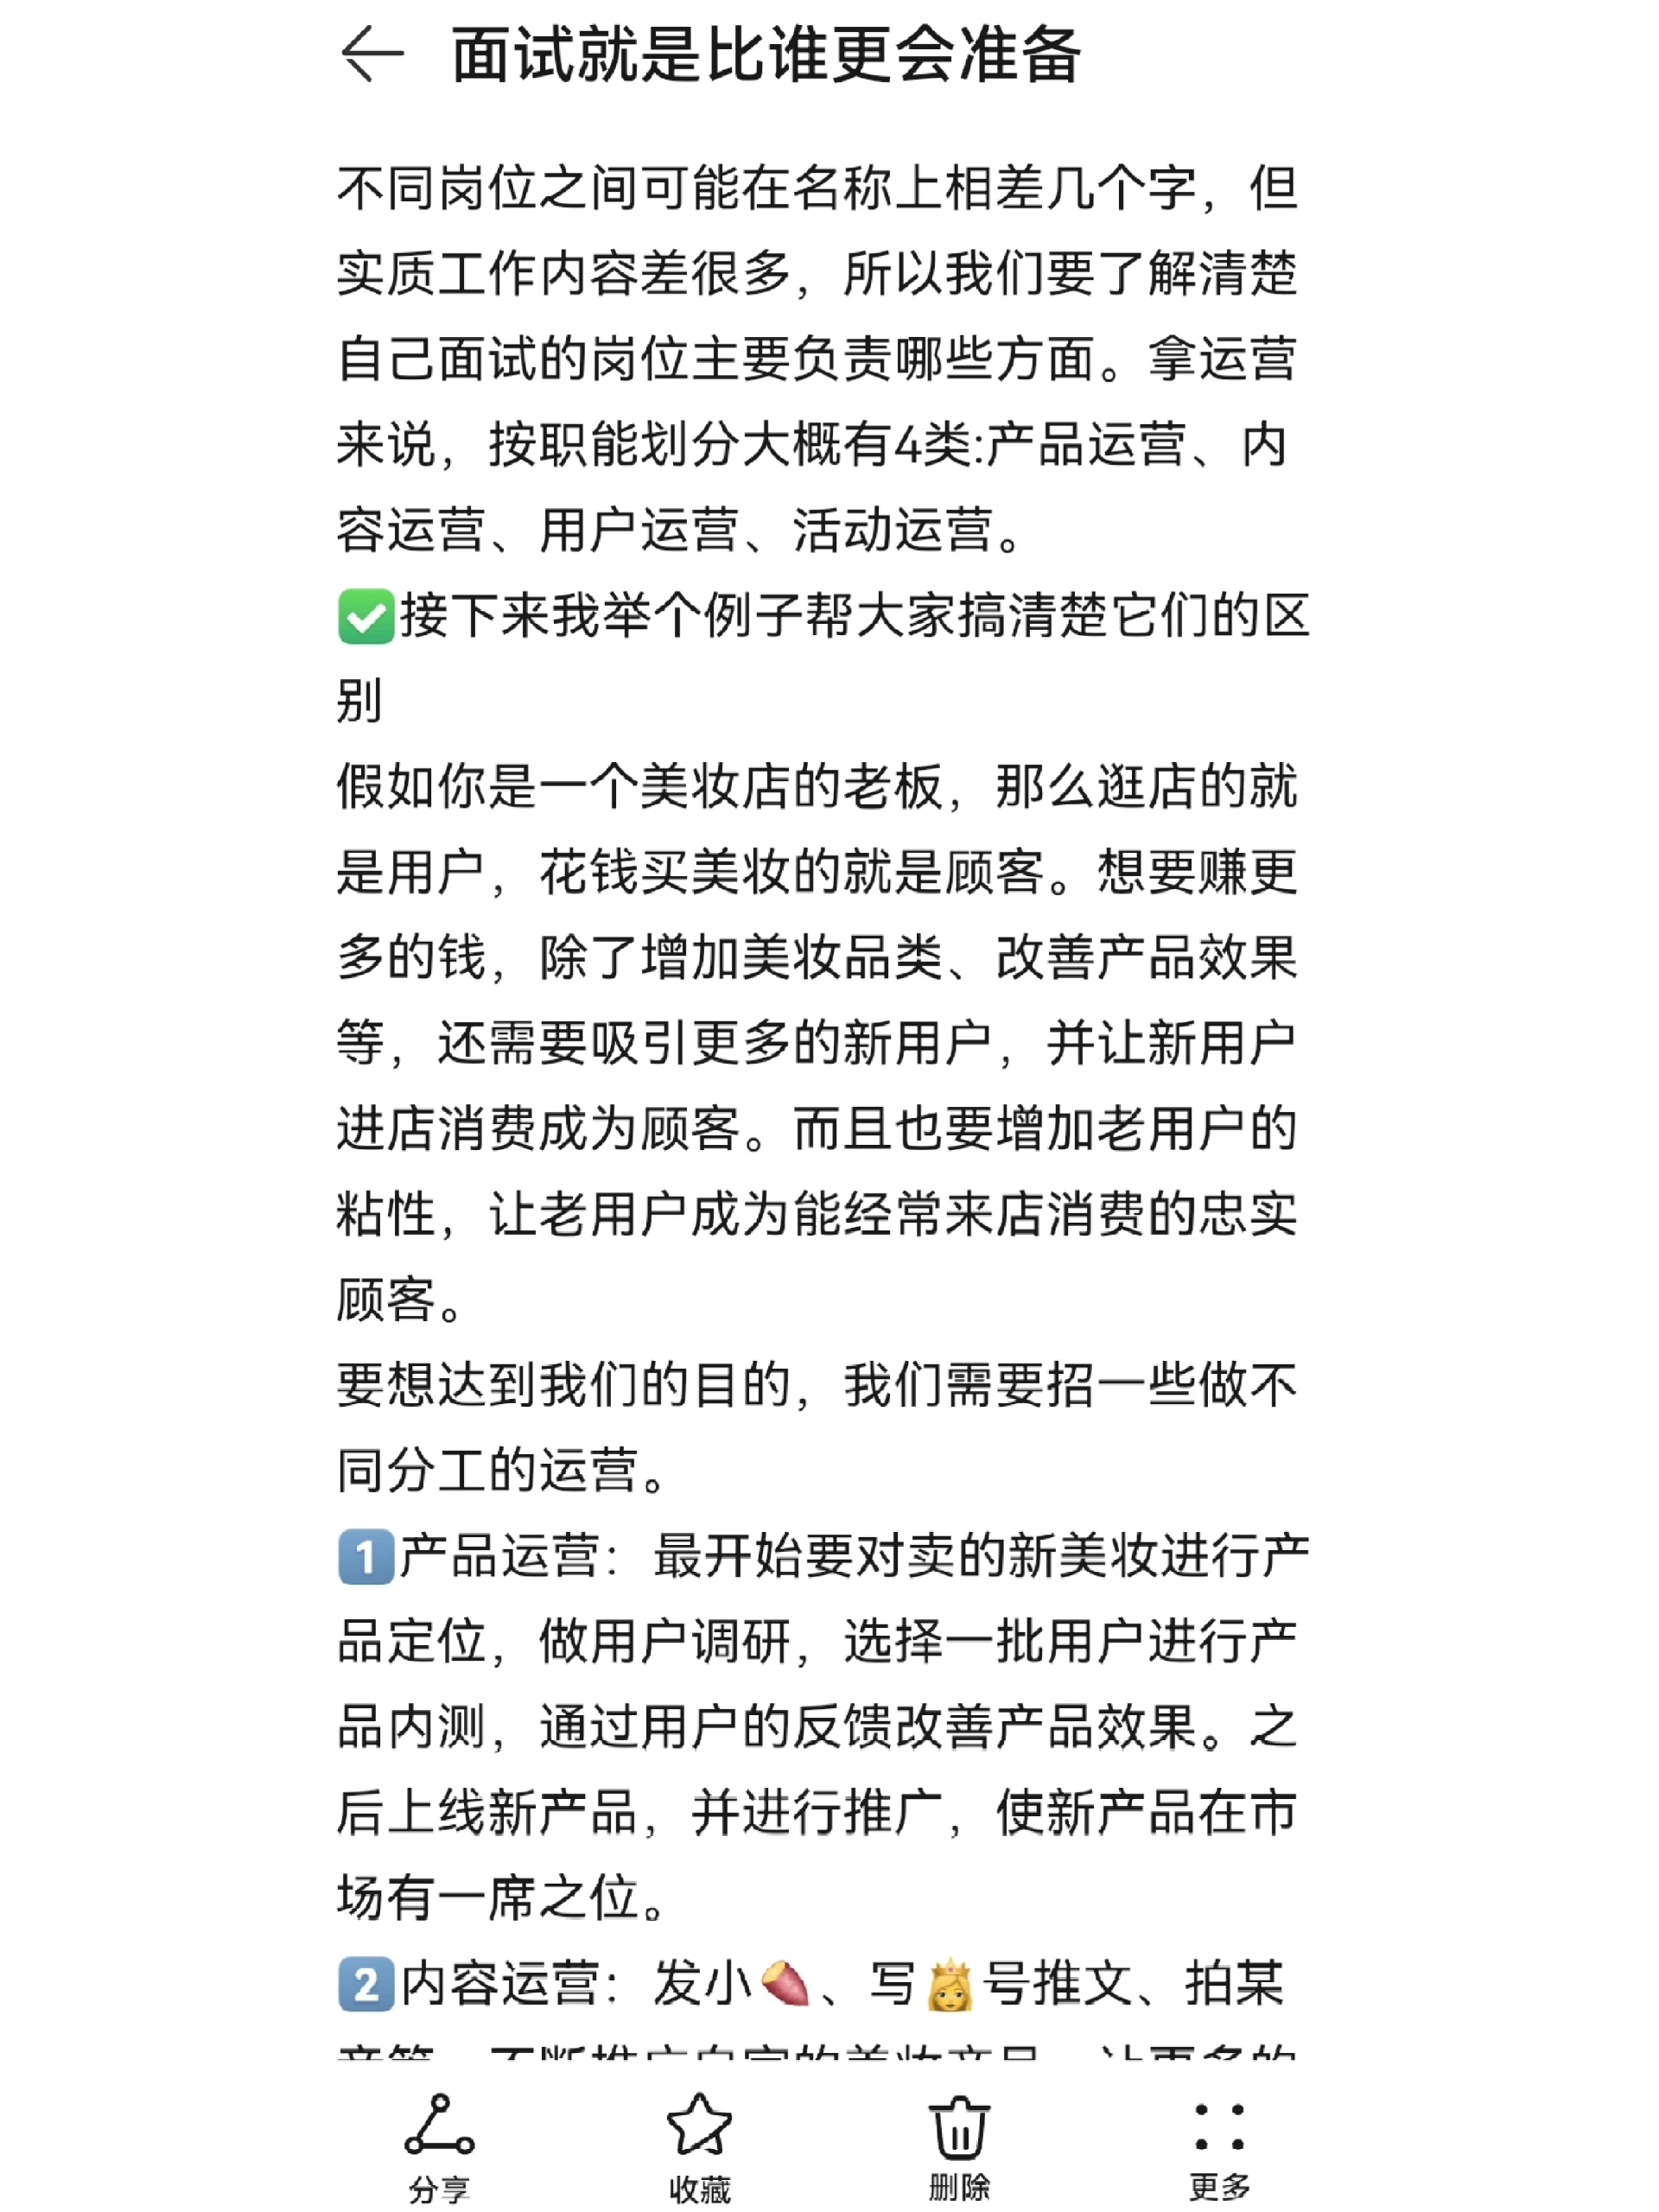 面试就是比谁更会准备
不同岗位之间可能在名称上相差几个字，但
实质工作内容差很多，所以我们要了解清楚
自己面试的岗位主要负责哪些方面。拿运营
来说，按职能划分大概有4类:产品运营、内
容运营、用户运营、活动运营。
✅接下来我举个例子帮大家搞清楚它们的区
别
假如你是一个美妆店的老板，那么逛店的就
是用户，花钱买美妆的就是顾客。想要赚更
多的钱，除了增加美妆品类、改善产品效果
等，还需要吸引更多的新用户，并让新用户
进店消费成为顾客。而且也要增加老用户的
粘性，让老用户成为能经常来店消费的忠实
顾客。
要想达到我们的目的，我们需要招一些做不
同分工的运营。
1️⃣产品运营：最开始要对卖的新美妆进行产
品定位，做用户调研，选择一批用户进行产
品内测，通过用户的反馈改善产品效果。之
后上线新产品，并进行推广，使新产品在市
场有一席之位。
2️⃣内容运营：发小🍠、写👸号推文、拍某
分享 收藏 删除 更多